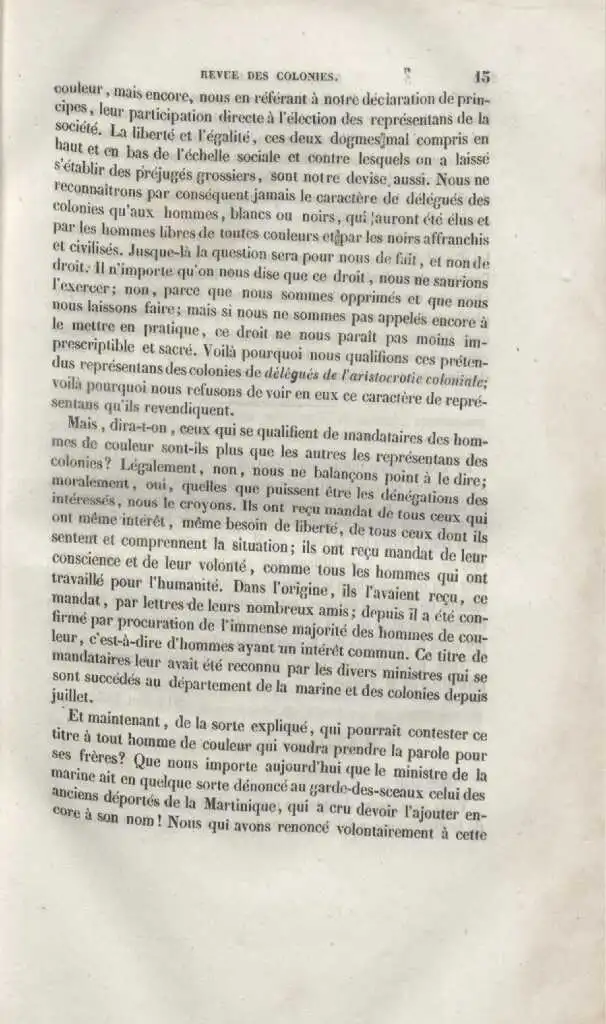 REVUE DES COLONIES. 15
couleur, mais encore, nous en référant à notre déclaration de prin-
cipes, leur participation directe à l'élection des représentans de la
société. La liberté et l'égalité, ces deux dogmes mal compris en
haut et en bas de l'échelle sociale et contre lesquels on a laissé
s'établir des préjugés grossiers, sont notre devise aussi. Nous ne
reconnaîtrons par conséquent jamais le caractère de délégués des
colonies qu'aux hommes, blancs ou noirs, qui auront été élus et
par les hommes libres de toutes couleurs et par les noirs affranchis
et civilisés. Jusque-là la question sera pour nous de fait, et non de
droit. Il n'importe qu'on nous dise que ce droit, nous ne saurions
l'exercer; non, parce que nous sommes opprimés et que nous
nous laissons faire; mais si nous ne sommes pas appelés encore à
le mettre en pratique, ce droit ne nous paraît pas moins im-
prescriptible et sacré. Voilà pourquoi nous qualifions ces préten-
dus représentans des colonies de délégués de l'aristocratie coloniale;
voilà pourquoi nous refusons de voir en eux ce caractère de repré-
sentans qu'ils revendiquent.
Mais, dira-t-on, ceux qui se qualifient de mandataires des hom-
mes de couleur sont-ils plus que les autres les représentans des
colonies? Légalement, non, nous ne balançons point à le dire;
moralement, oui, quelles que puissent être les dénégations des
intéressés, nous le croyons. Ils ont reçu mandat de tous ceux qui
ont même intérêt, même besoin de liberté, de tous ceux dont ils
sentent et comprennent la situation; ils ont reçu mandat de leur
conscience et de leur volonté, comme tous les hommes qui ont
travaillé pour l'humanité. Dans l'origine, ils l'avaient reçu, ce
mandat, par lettres de leurs nombreux amis; depuis il a été con-
firmé par procuration de l'immense majorité des hommes de cou-
leur, c'est-à-dire d'hommes ayant un intérêt commun. Ce titre de
mandataires leur avait été reconnu par les divers ministres qui se
sont succédés au département de la marine et des colonies depuis
juillet.
Et maintenant, de la sorte expliqué, qui pourrait contester ce
titre à tout homme de couleur qui voudra prendre la parole pour
ses frères? Que nous importe aujourd'hui que le ministre de la
marine ait en quelque sorte dénoncé au garde-des-sceaux celui des
anciens déportés de la Martinique, qui a cru devoir l'ajouter en-
core à son nom! Nous qui avons renoncé volontairement à cette